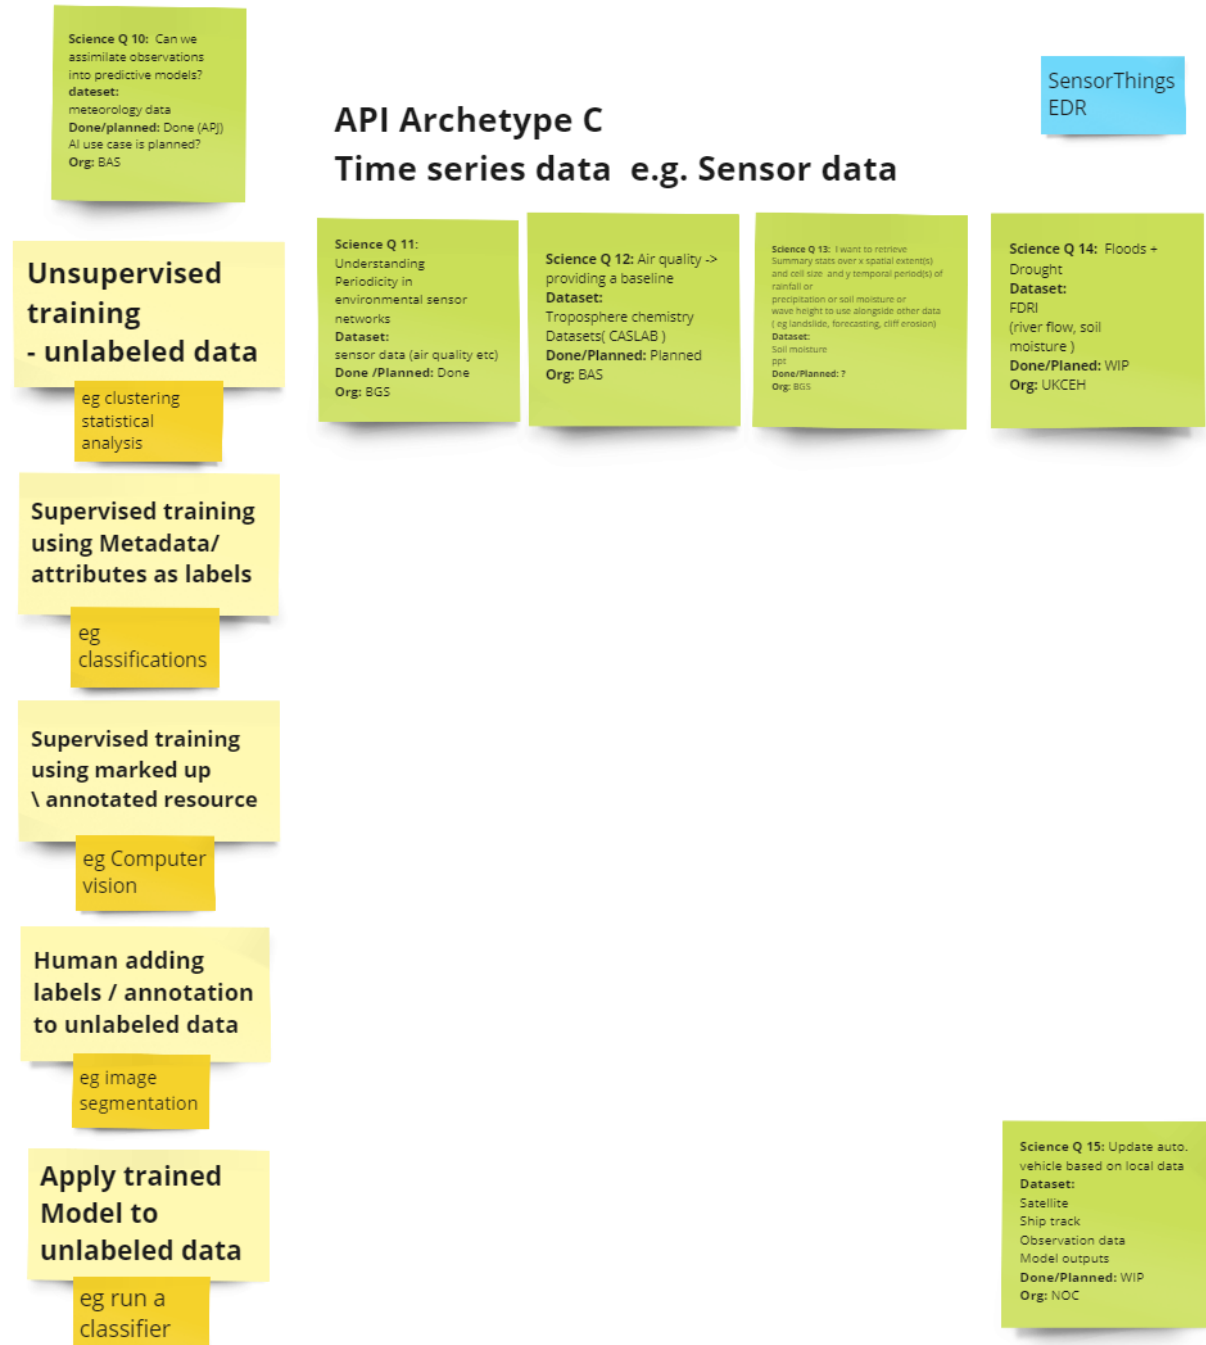 Science Q 10: Can we
assimilate observations
into predictive models?
dateset:
meteorology data
Done/planned: Done (APJ)
AI use case is planned?
Org: BAS
SensorThings
EDR
API Archetype C
Time series data e.g. Sensor data
Unsupervised
training
- unlabeled data
eg clustering
statistical
analysis
Science Q 11:
Understanding
Periodicity in
environmental sensor
networks
Dataset:
sensor data (air quality etc)
Done /Planned: Done
Org: BGS
Science Q 12: Air quality ->
providing a baseline
Dataset:
Troposphere chemistry
Datasets( CASLAB )
Done/Planned: Planned
Org: BAS
Science Q 13: I want to retrieve
Summary stats over x spatial extent(s)
and cell size and y temporal period(s) of
rainfall or
precipitation or soil moisture or
wave height to use alongside other data
( eg landslide, forecasting, cliff erosion)
Dataset:
Soil moisture
ppt
Done/Planned: ?
Org: BGS
Science Q 14: Floods +
Drought
Dataset:
FDRI
(river flow, soil
moisture )
Done/Planed: WIP
Org: UKCEH
Supervised training
using Metadata/
attributes as labels
eg
classifications
Supervised training
using marked up
\ annotated resource
eg Computer
vision
Human adding
labels / annotation
to unlabeled data
eg image
segmentation
Apply trained
Model to
unlabeled data
eg run a
classifier
Science Q 15: Update auto.
vehicle based on local data
Dataset:
Satellite
Ship track
Observation data
Model outputs
Done/Planned: WIP
Org: NOC